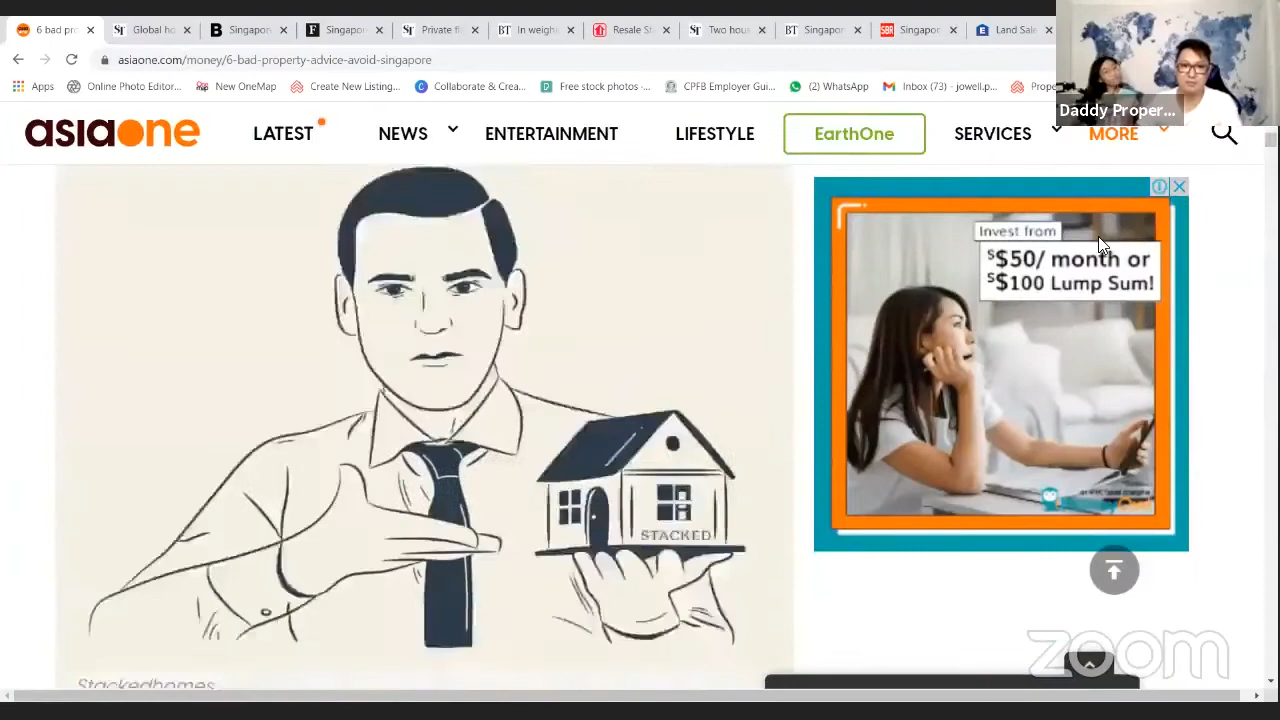 6 bad pro
Global ho
Singapor
Singapor
Private
In weigh
Resale S
Two hou
Singapor
Singapor
Land Sale
asiaone.com/money/6-bad-property-advice-avoid-singapore
Apps
Online Photo Editor...
New OneMap
Create New Listing...
Collaborate - Crea...
Free stock photos -...
CPFB Employer Gui...
(2) WhatsApp
Inbox (73) - jowell.p...
Prope
Daddy Proper...
asiaone
LATEST
NEWS
ENTERTAINMENT
LIFESTYLE
EarthOne
SERVICES
MORE
Invest from
S$50/ month or
S$100 Lump Sum!
STACKED
Stackedhomes
zoom